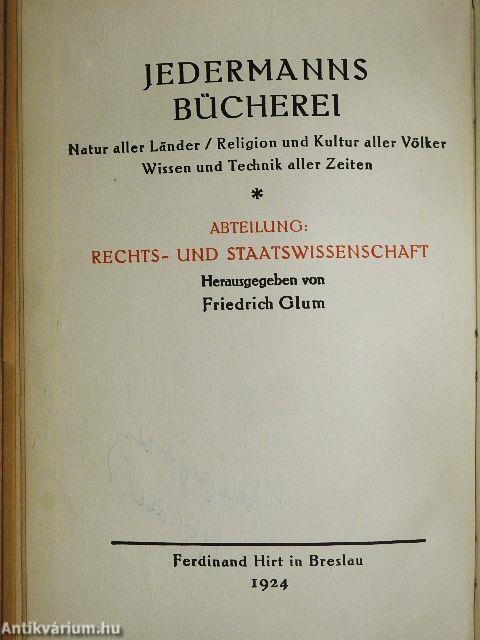 JEDERMANNS
BÜCHEREI
Natur aller Länder / Religion und Kultur aller Völker
Wissen und Technik aller Zeiten
*
ABTEILUNG:
RECHTS- UND STAATSWISSENSCHAFT
Herausgegeben von
Friedrich Glum
Ferdinand Hirt in Breslau
1924
Antikvárium.hu